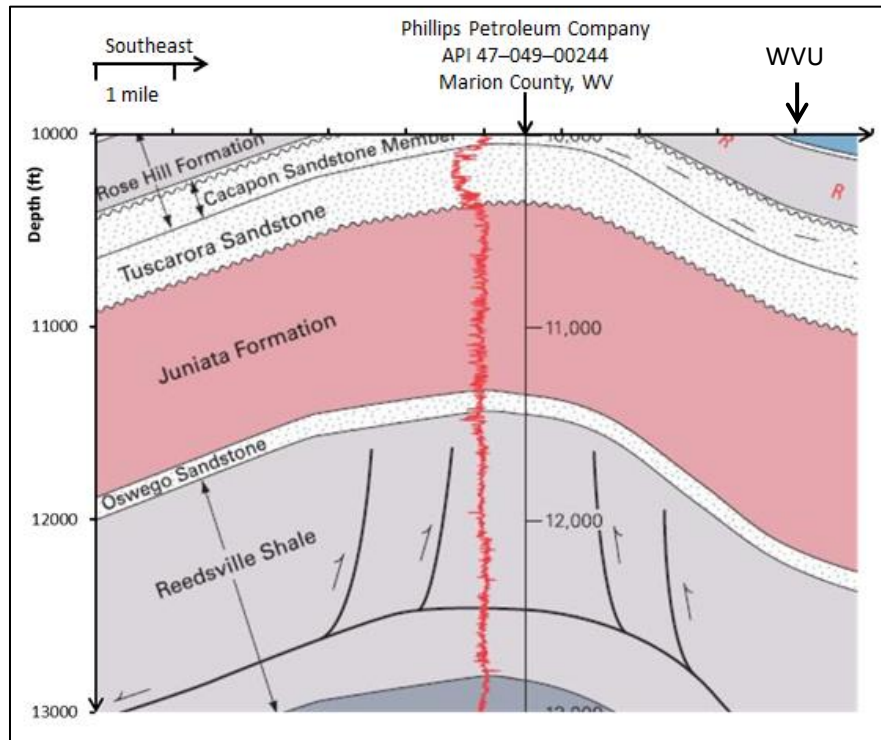 Phillips Petroleum Company
API 47–049–00244
Marion County, WV
Southeast
1 mile
WVU
10000
10,000
Rose Hill Formation
Cacapon Sandstone Member
R
R
Depth (ft)
Tuscarora Sandstone
11000
11,000
Juniata Formation
Oswego Sandstone
12000
12,000
Reedsville Shale
13000